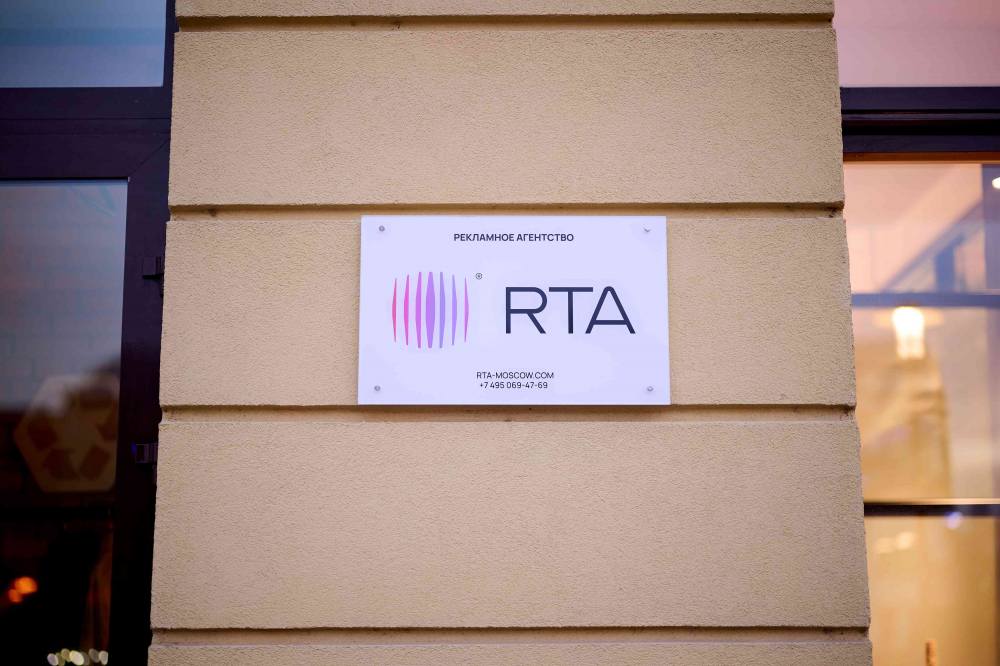 РЕКЛАМНОЕ АГЕНТСТВО
® RTA
RTA-MOSCOW.COM
+7 495 069-47-69